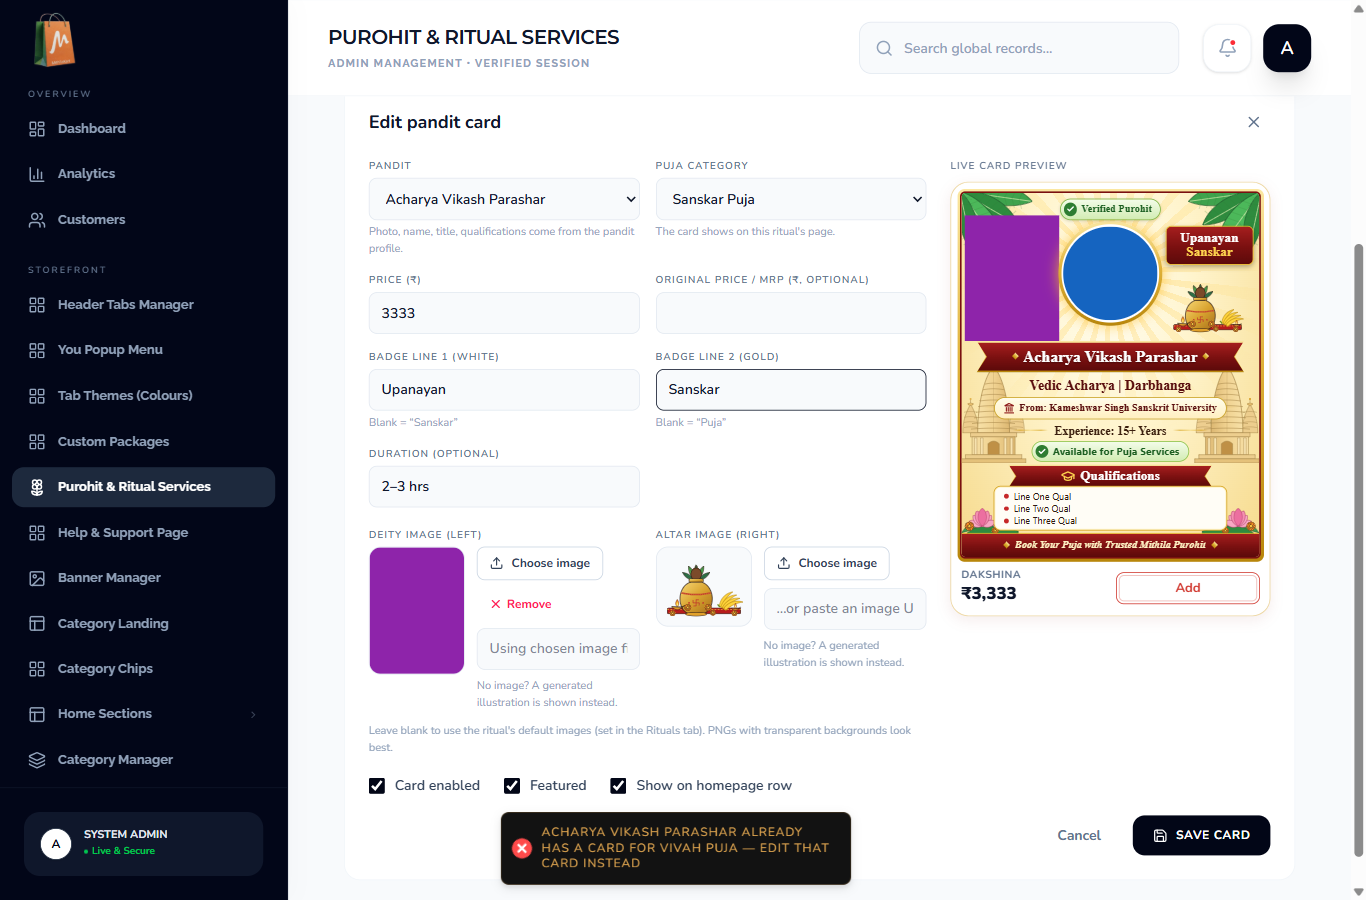 M
OVERVIEW
Dashboard
Analytics
Customers
STOREFRONT
Header Tabs Manager
You Popup Menu
Tab Themes (Colours)
Custom Packages
Purohit & Ritual Services
Help & Support Page
Banner Manager
Category Landing
Category Chips
Home Sections
Category Manager
A
SYSTEM ADMIN
• Live & Secure
PUROHIT & RITUAL SERVICES
ADMIN MANAGEMENT • VERIFIED SESSION
Search global records...
A
Edit pandit card
PANDIT
Acharya Vikash Parashar
Photo, name, title, qualifications come from the pandit
profile.
PUJA CATEGORY
Sanskar Puja
The card shows on this ritual's page.
PRICE (₹)
3333
ORIGINAL PRICE / MRP (₹, OPTIONAL)
BADGE LINE 1 (WHITE)
Upanayan
Blank = “Sanskar”
BADGE LINE 2 (GOLD)
Sanskar
Blank = “Puja”
DURATION (OPTIONAL)
2–3 hrs
DEITY IMAGE (LEFT)
Choose image
Remove
Using chosen image f
No image? A generated
illustration is shown instead.
ALTAR IMAGE (RIGHT)
Choose image
...or paste an image U
No image? A generated
illustration is shown instead.
Leave blank to use the ritual's default images (set in the Rituals tab). PNGs with transparent backgrounds look
best.
Card enabled
Featured
Show on homepage row
ACHARYA VIKASH PARASHAR ALREADY
HAS A CARD FOR VIVAH PUJA — EDIT THAT
CARD INSTEAD
Cancel
SAVE CARD
LIVE CARD PREVIEW
Verified Purohit
Upanayan
Sanskar
Acharya Vikash Parashar
Vedic Acharya | Darbhanga
From: Kameshwar Singh Sanskrit University
Experience: 15+ Years
Available for Puja Services
Qualifications
Line One Qual
Line Two Qual
Line Three Qual
Book Your Puja with Trusted Mithila Purohit
DAKSHINA
₹3,333
Add